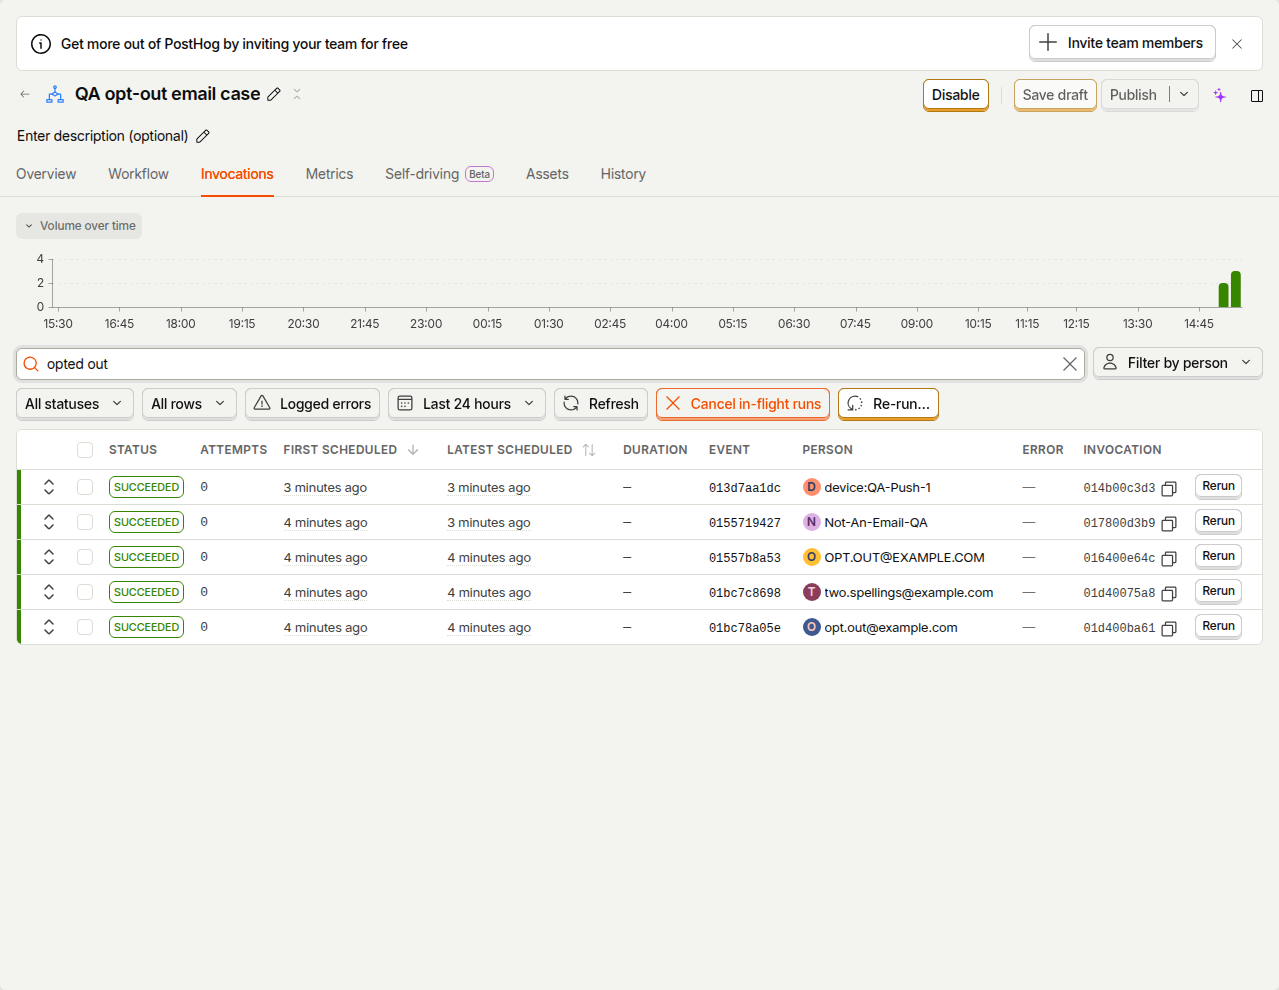 Get more out of PostHog by inviting your team for free
Invite team members
QA opt-out email case
Disable
Save draft
Publish
Enter description (optional)
Overview Workflow Invocations Metrics Self-driving Beta Assets History
Volume over time
4
2
0
15:30 16:45 18:00 19:15 20:30 21:45 23:00 00:15 01:30 02:45 04:00 05:15 06:30 07:45 09:00 10:15 11:15 12:15 13:30 14:45
opted out
Filter by person
All statuses All rows Logged errors Last 24 hours Refresh Cancel in-flight runs Re-run...
STATUS ATTEMPTS FIRST SCHEDULED LATEST SCHEDULED DURATION EVENT PERSON ERROR INVOCATION
SUCCEEDED 0 3 minutes ago 3 minutes ago – 013d7aa1dc D device:QA-Push-1 — 014b00c3d3 Rerun
SUCCEEDED 0 4 minutes ago 3 minutes ago – 0155719427 N Not-An-Email-QA — 017800d3b9 Rerun
SUCCEEDED 0 4 minutes ago 4 minutes ago – 01557b8a53 O OPT.OUT@EXAMPLE.COM — 016400e64c Rerun
SUCCEEDED 0 4 minutes ago 4 minutes ago – 01bc7c8698 T two.spellings@example.com — 01d40075a8 Rerun
SUCCEEDED 0 4 minutes ago 4 minutes ago – 01bc78a05e O opt.out@example.com — 01d400ba61 Rerun